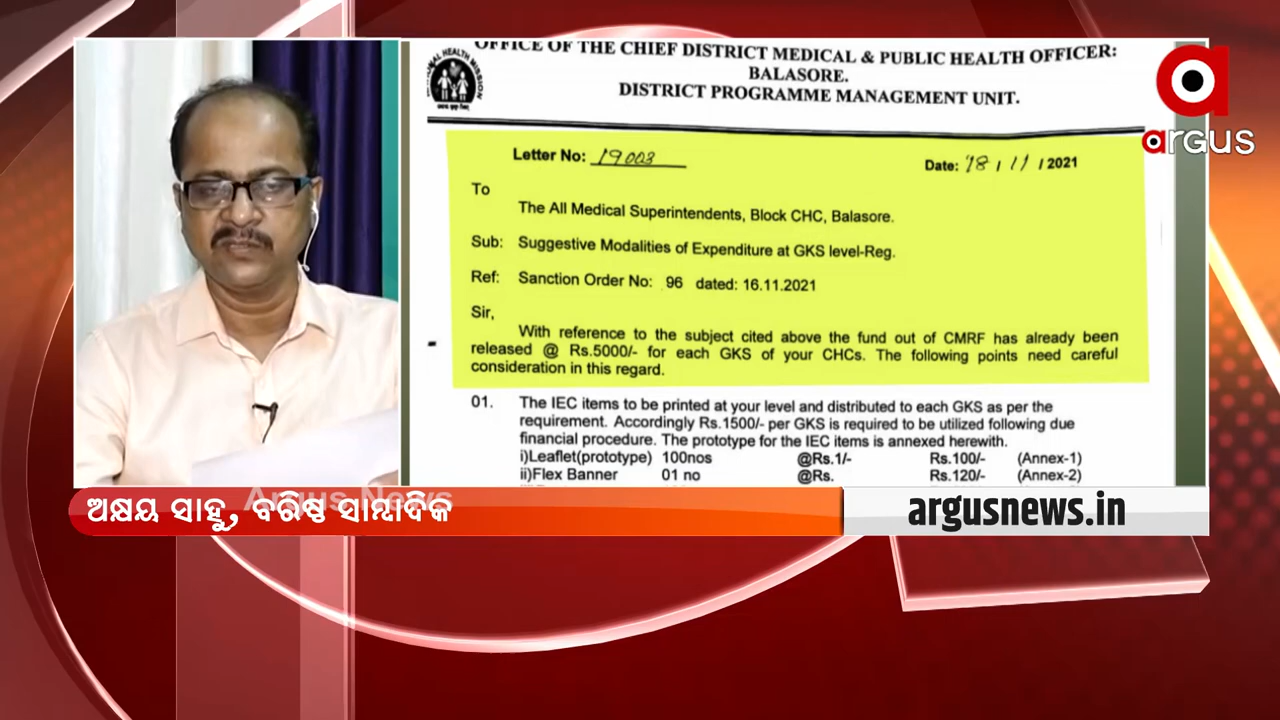 OFFICE OF THE CHIEF DISTRICT MEDICAL & PUBLIC HEALTH OFFICER:
BALASORE.
DISTRICT PROGRAMME MANAGEMENT UNIT.
Letter No: 19003
Date: 18 / 11 / 2021
To
The All Medical Superintendents, Block CHC, Balasore.
Sub: Suggestive Modalities of Expenditure at GKS level-Reg.
Ref: Sanction Order No: 96 dated: 16.11.2021
Sir,
With reference to the subject cited above the fund out of CMRF has already been
released @ Rs.5000/- for each GKS of your CHCs. The following points need careful
consideration in this regard.
01. The IEC items to be printed at your level and distributed to each GKS as per the
requirement. Accordingly Rs.1500/- per GKS is required to be utilized following due
financial procedure. The prototype for the IEC items is annexed herewith.
i)Leaflet(prototype) 100nos @Rs.1/- Rs.100/- (Annex-1)
ii)Flex Banner 01 no @Rs. Rs.120/- (Annex-2)
argus
Argus News
ଅକ୍ଷୟ ସାହୁ, ବରିଷ୍ଠ ସାମ୍ବାଦିକ
argusnews.in